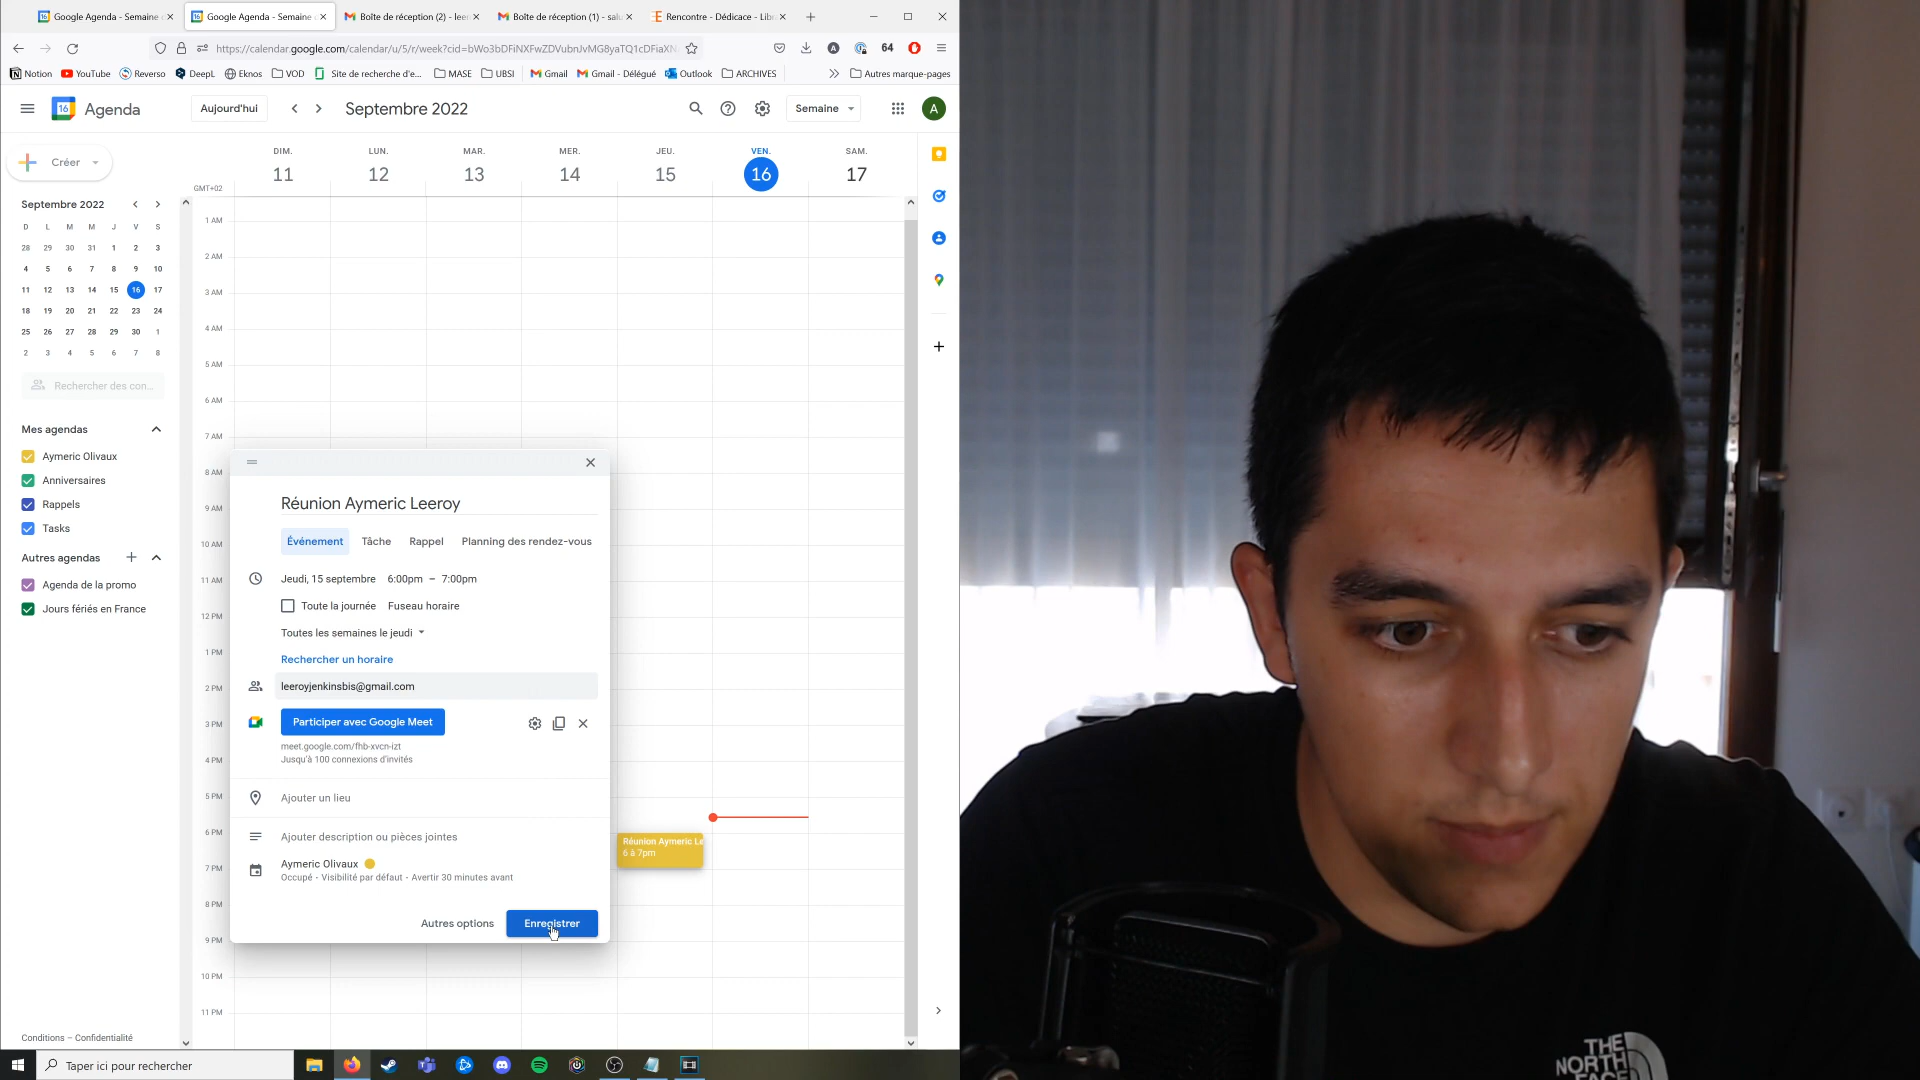 Google Agenda - Semaine
Google Agenda - Semaine
Boîte de réception (2) - leer
Boîte de réception (1) - sal
Rencontre - Dédicace - Lib
https://calendar.google.com/calendar/u/5/r/week?cid=bWo3bDFiNXFwZDVubnJvMG8yaTQ1cDFiaXN
64
Notion
YouTube
Reverso
DeepL
Eknos
VOD
Site de recherche d'e...
MASE
UBSI
Gmail
Gmail - Délégué
Outlook
ARCHIVES
Autres marque-pages
16
Agenda
Aujourd'hui
Septembre 2022
Semaine
A
Créer
DIM. LUN. MAR. MER. JEU. VEN. SAM.
11 12 13 14 15 16 17
GMT+02
Septembre 2022
D L M M J V S
28 29 30 31 1 2 3
4 5 6 7 8 9 10
11 12 13 14 15 16 17
18 19 20 21 22 23 24
25 26 27 28 29 30 1
2 3 4 5 6 7 8
Rechercher des con...
Mes agendas
Aymeric Olivaux
Anniversaires
Rappels
Tasks
Autres agendas
Agenda de la promo
Jours fériés en France
Conditions – Confidentialité
1 AM
2 AM
3 AM
4 AM
5 AM
6 AM
7 AM
8 AM
9 AM
10 AM
11 AM
12 PM
1 PM
2 PM
3 PM
4 PM
5 PM
6 PM
7 PM
8 PM
9 PM
10 PM
11 PM
Réunion Aymeric Leeroy
Événement
Tâche
Rappel
Planning des rendez-vous
Jeudi, 15 septembre 6:00pm – 7:00pm
Toute la journée Fuseau horaire
Toutes les semaines le jeudi
Rechercher un horaire
leeroyjenkinsbis@gmail.com
Participer avec Google Meet
meet.google.com/fhb-xvcn-izt
Jusqu'à 100 connexions d'invités
Ajouter un lieu
Ajouter description ou pièces jointes
Aymeric Olivaux
Occupé - Visibilité par défaut - Avertir 30 minutes avant
Autres options
Enregistrer
Réunion Aymeric Le
6 à 7pm
Taper ici pour rechercher
THE
NORTH
FACE